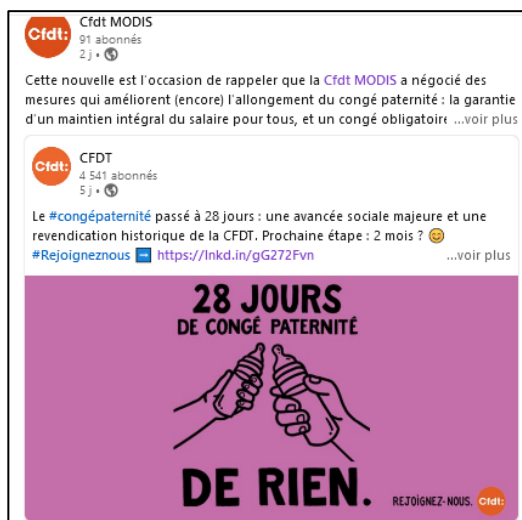 Cfdt:
Cfdt MODIS
91 abonnés
2 j •
Cette nouvelle est l'occasion de rappeler que la Cfdt MODIS a négocié des
mesures qui améliorent (encore) l'allongement du congé paternité : la garantie
d'un maintien intégral du salaire pour tous, et un congé obligatoire ...voir plus
Cfdt:
CFDT
4 541 abonnés
5 j •
Le #congépaternité passé à 28 jours : une avancée sociale majeure et une
revendication historique de la CFDT. Prochaine étape : 2 mois ? 😊
#Rejoigneznous ➡ https://lnkd.in/gG272Fvn ...voir plus
28 JOURS
DE CONGÉ PATERNITÉ
DE RIEN.
REJOIGNEZ-NOUS. Cfdt: